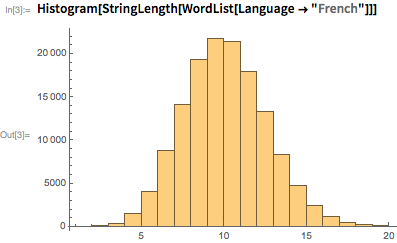 In[3]:= Histogram[StringLength[WordList[Language → "French"]]]
20 000
15 000
Out[3]= 10 000
5000
0
5 10 15 20